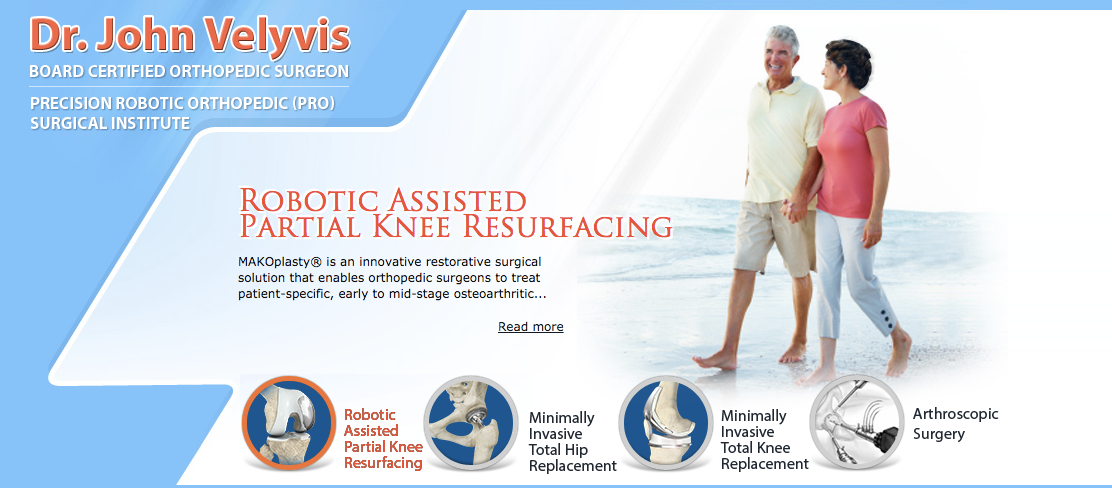 Dr. John Velyvis
BOARD CERTIFIED ORTHOPEDIC SURGEON
PRECISION ROBOTIC ORTHOPEDIC (PRO)
SURGICAL INSTITUTE
ROBOTIC ASSISTED
PARTIAL KNEE RESURFACING
MAKOplasty® is an innovative restorative surgical
solution that enables orthopedic surgeons to treat
patient-specific, early to mid-stage osteoarthritic...
Read more
Robotic
Assisted
Partial Knee
Resurfacing
Minimally
Invasive
Total Hip
Replacement
Minimally
Invasive
Total Knee
Replacement
Arthroscopic
Surgery